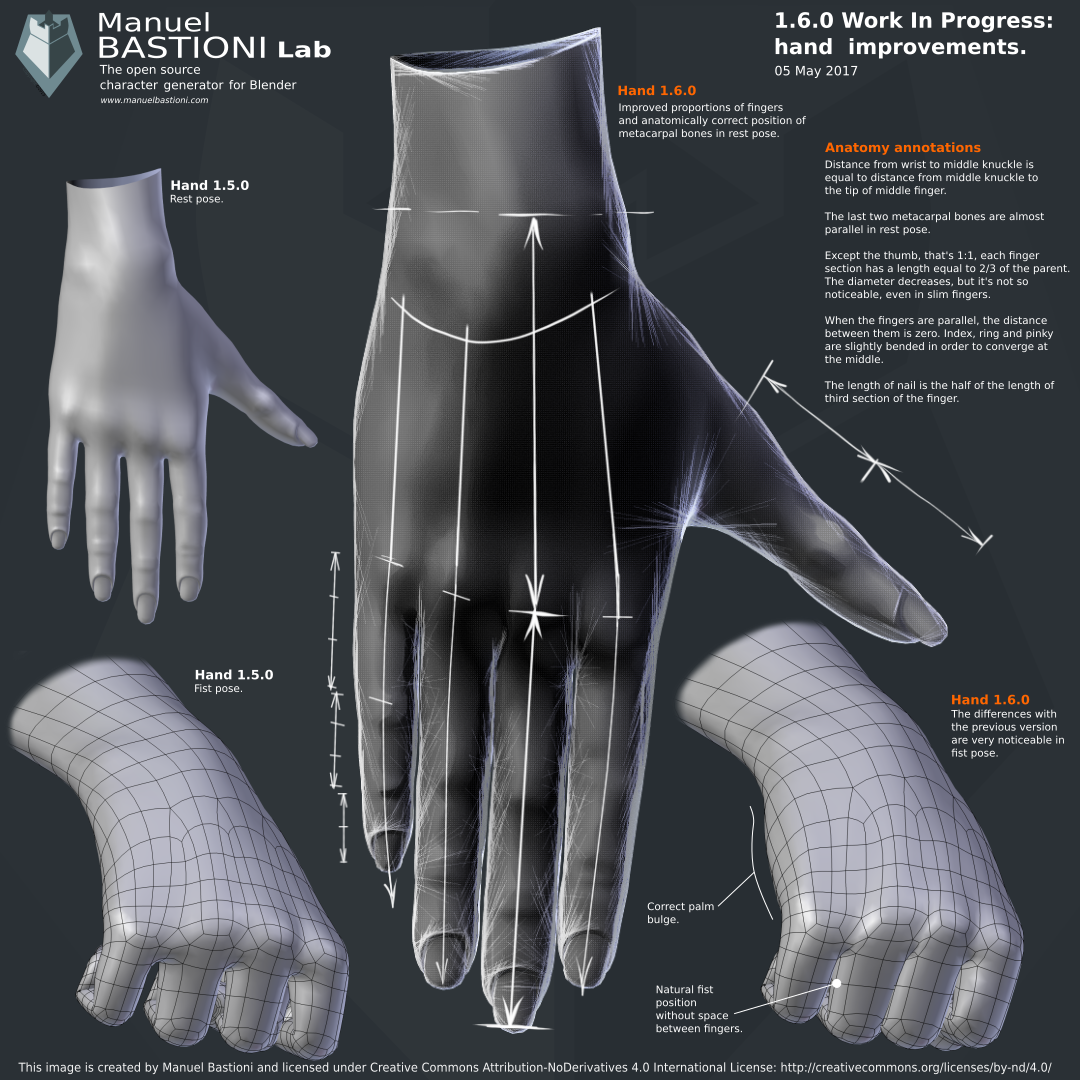 Manuel
BASTIONI Lab
The open source
character generator for Blender
www.manuelbastioni.com
1.6.0 Work In Progress:
hand improvements.
05 May 2017
Hand 1.6.0
Improved proportions of fingers
and anatomically correct position of
metacarpal bones in rest pose.
Anatomy annotations
Distance from wrist to middle knuckle is
equal to distance from middle knuckle to
the tip of middle finger.
The last two metacarpal bones are almost
parallel in rest pose.
Except the thumb, that's 1:1, each finger
section has a length equal to 2/3 of the parent.
The diameter decreases, but it's not so
noticeable, even in slim fingers.
When the fingers are parallel, the distance
between them is zero. Index, ring and pinky
are slightly bended in order to converge at
the middle.
The length of nail is the half of the length of
third section of the finger.
Hand 1.5.0
Rest pose.
Hand 1.5.0
Fist pose.
Hand 1.6.0
The differences with
the previous version
are very noticeable in
fist pose.
Correct palm
bulge.
Natural fist
position
without space
between fingers.
This image is created by Manuel Bastioni and licensed under Creative Commons Attribution-NoDerivatives 4.0 International License: http://creativecommons.org/licenses/by-nd/4.0/